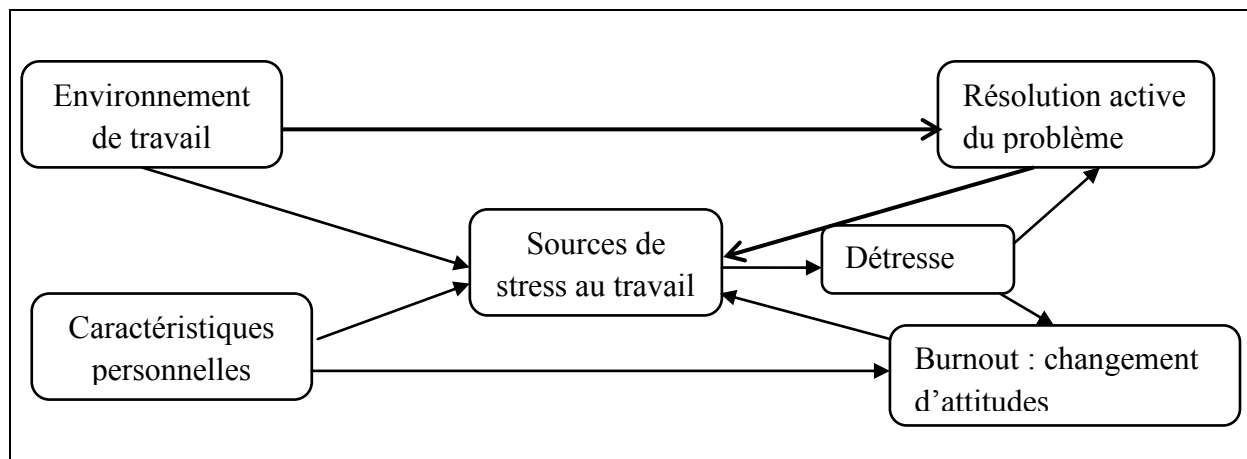 Environnement
de travail
Résolution active
du problème
Sources de
stress au travail
Détresse
Caractéristiques
personnelles
Burnout : changement
d’attitudes